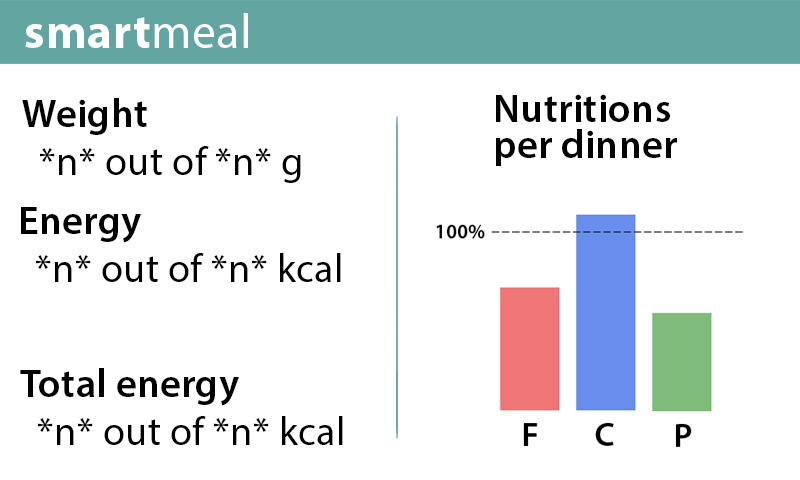 smartmeal
Weight
*n* out of *n* g
Energy
*n* out of *n* kcal
Total energy
*n* out of *n* kcal
Nutritions
per dinner
100%
F C P